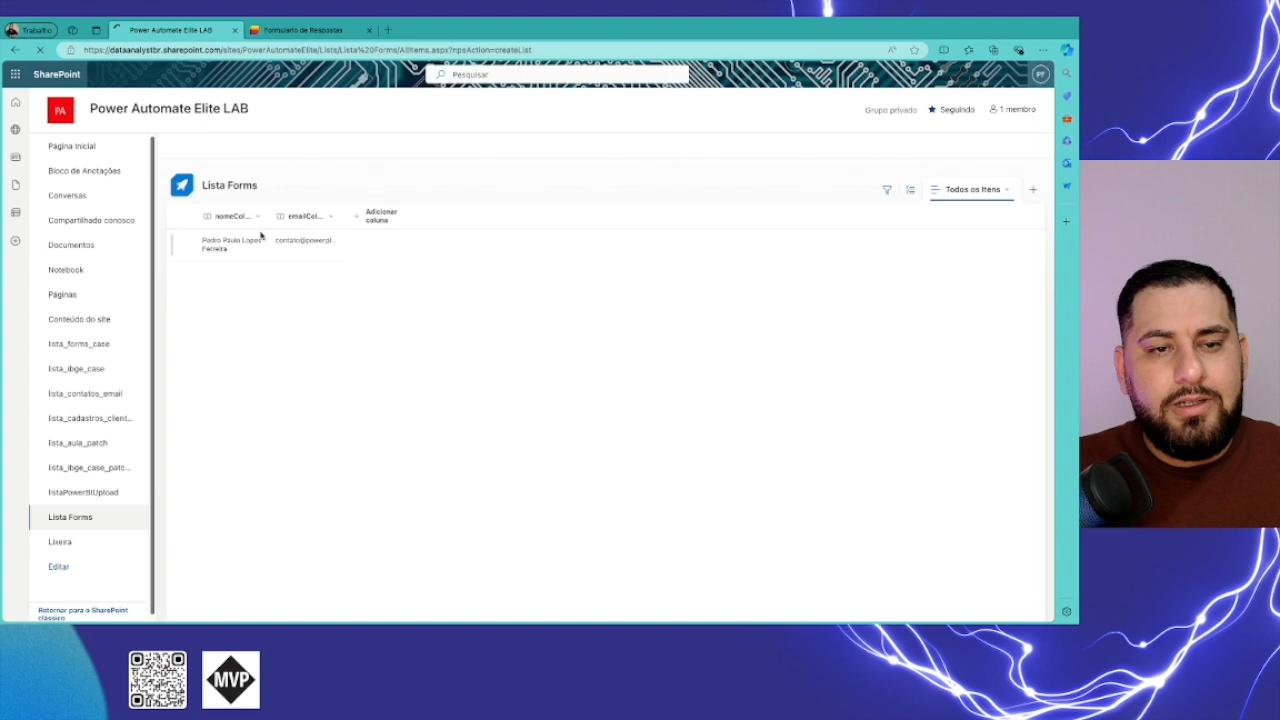 Trabalho
Power Automate Elite LAB
Formulário de Respostas
https://dataanalystbr.sharepoint.com/sites/PowerAutomateElite/Lists/Lista%20Forms/AllItems.aspx?npsAction=createList
SharePoint
Pesquisar
PF
PA
Power Automate Elite LAB
Grupo privado
Seguindo
1 membro
Página Inicial
Bloco de Anotações
Conversas
Compartilhado conosco
Documentos
Notebook
Páginas
Conteúdo do site
lista_forms_case
lista_ibge_case
lista_contatos_email
lista_cadastros_client...
lista_aula_patch
lista_ibge_case_patc...
listaPowerBIUpload
Lista Forms
Lixeira
Editar
Retornar para o SharePoint
clássico
Lista Forms
Todos os Itens
nomeCol...
emailCol...
Adicionar
coluna
Pedro Paulo Lopes
Ferreira
contato@powerpl...
MVP